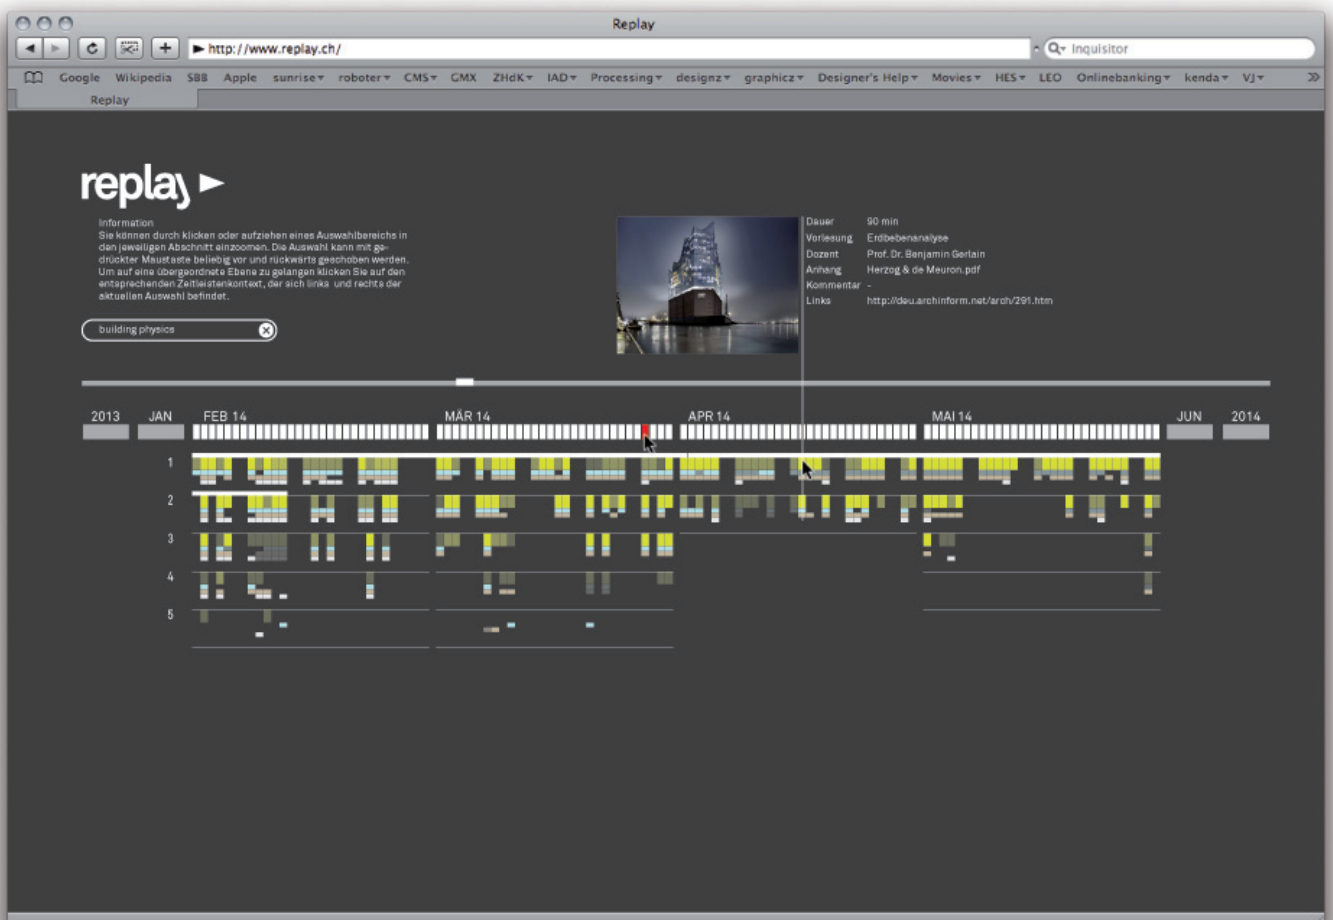 Replay
http://www.replay.ch/
Inquisitor
Google Wikipedia SBB Apple sunrise roboter CMS GMX ZHdK IAD Processing designz graphicz Designer's Help Movies HES LEO Onlinebanking kenda VJ
Replay
replay
Information
Sie können durch klicken oder aufziehen eines Auswahlbereichs in
den jeweiligen Abschnitt einzoomen. Die Auswahl kann mit ge-
drückter Maustaste beliebig vor und rückwärts geschoben werden.
Um auf eine übergeordnete Ebene zu gelangen klicken Sie auf den
entsprechenden Zeitleistenkontext, der sich links und rechts der
aktuellen Auswahl befindet.
building physics
Dauer 90 min
Vorlesung Erdbebenanalyse
Dozent Prof. Dr. Benjamin Gerlain
Anhang Herzog & de Meuron.pdf
Kommentar -
Links http://deu.archinform.net/arch/291.htm
2013 JAN FEB 14 MÄR 14 APR 14 MAI 14 JUN 2014
1
2
3
4
5